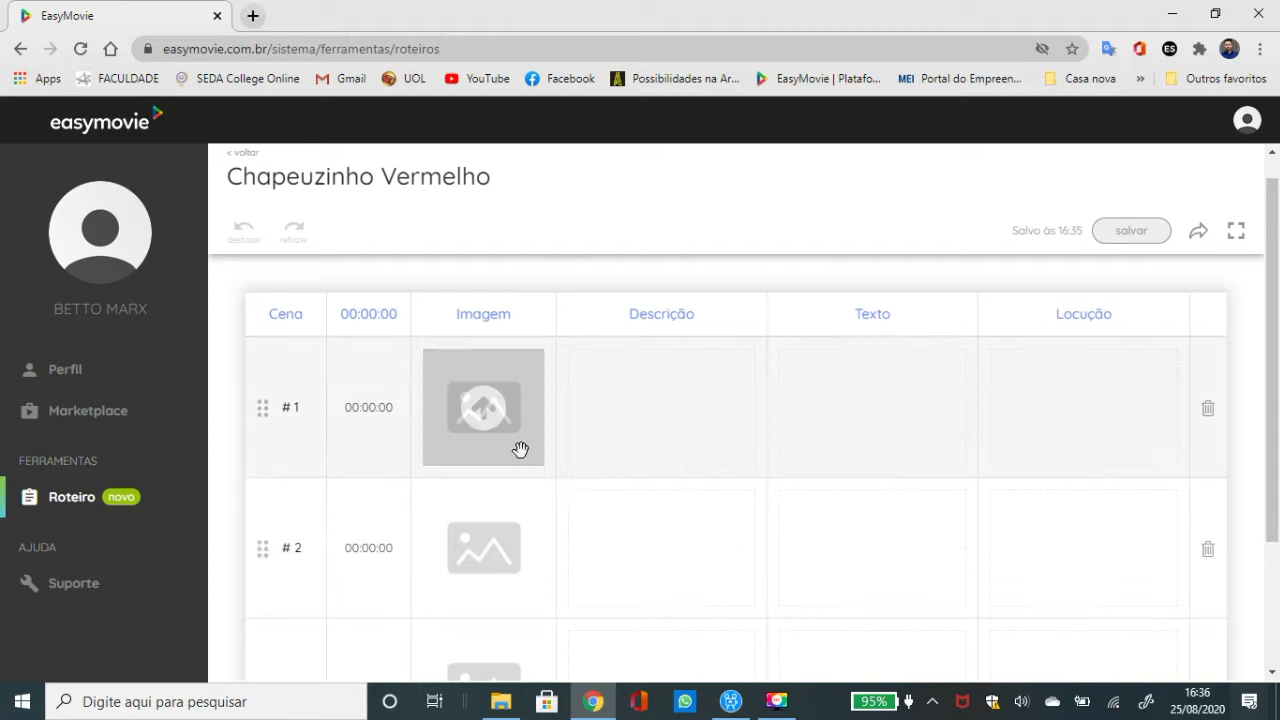 EasyMovie
easymovie.com.br/sistema/ferramentas/roteiros
Apps FACULDADE SEDA College Online Gmail UOL YouTube Facebook Possibilidades na Ar... EasyMovie | Platafo... MEI Portal do Empreen... Casa nova » Outros favoritos
easymovie
< voltar
Chapeuzinho Vermelho
desfazer refazer
Salvo às 16:35 salvar
BETTO MARX
Perfil
Marketplace
FERRAMENTAS
Roteiro novo
AJUDA
Suporte
Cena 00:00:00 Imagem Descrição Texto Locução
# 1 00:00:00
# 2 00:00:00
Digite aqui para pesquisar
95%
16:36
25/08/2020